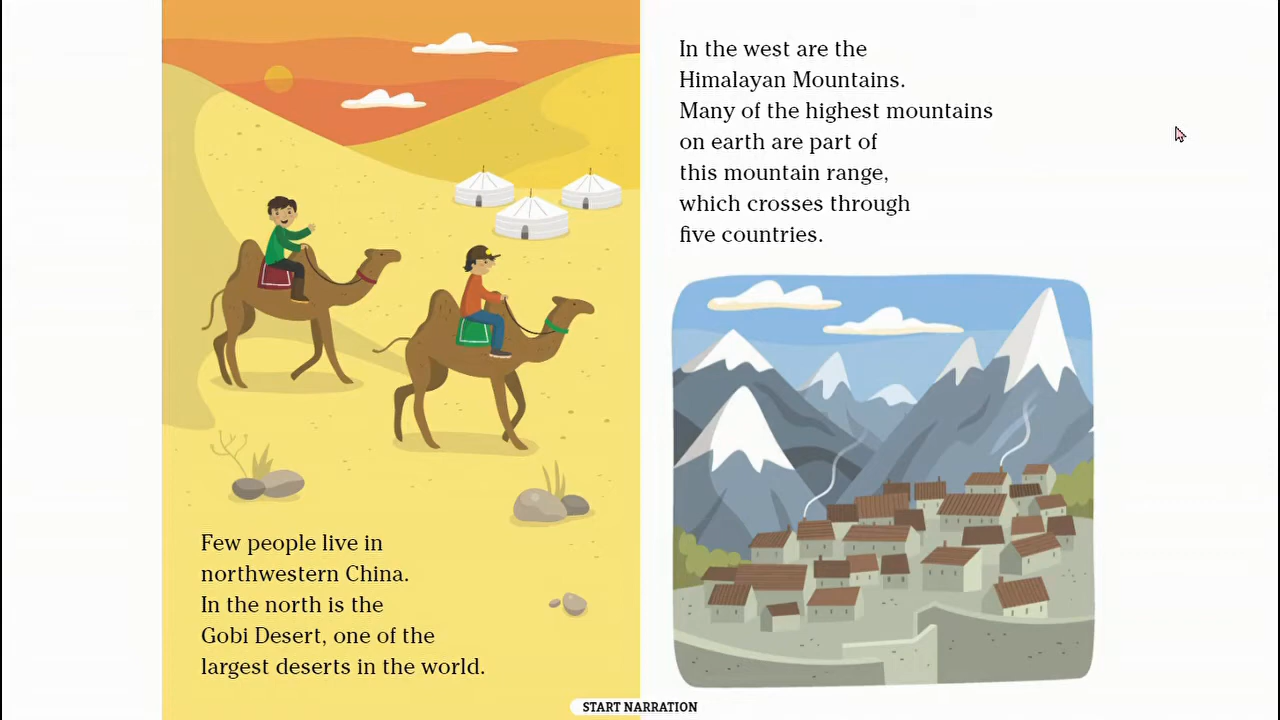 Few people live in
northwestern China.
In the north is the
Gobi Desert, one of the
largest deserts in the world.
In the west are the
Himalayan Mountains.
Many of the highest mountains
on earth are part of
this mountain range,
which crosses through
five countries.
START NARRATION